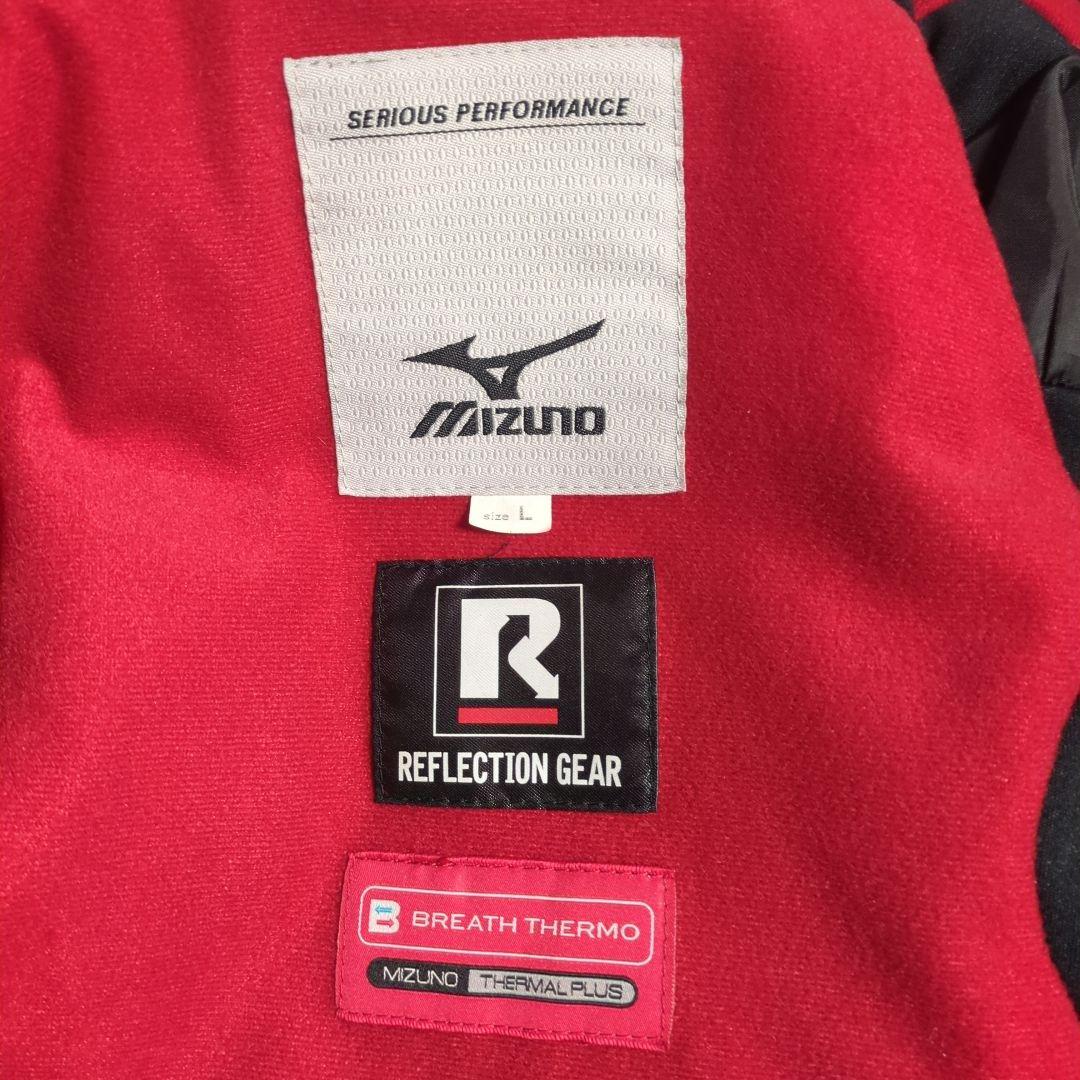 SERIOUS PERFORMANCE
MIZUNO
size L
R
REFLECTION GEAR
B BREATH THERMO
MIZUNO THERMAL PLUS